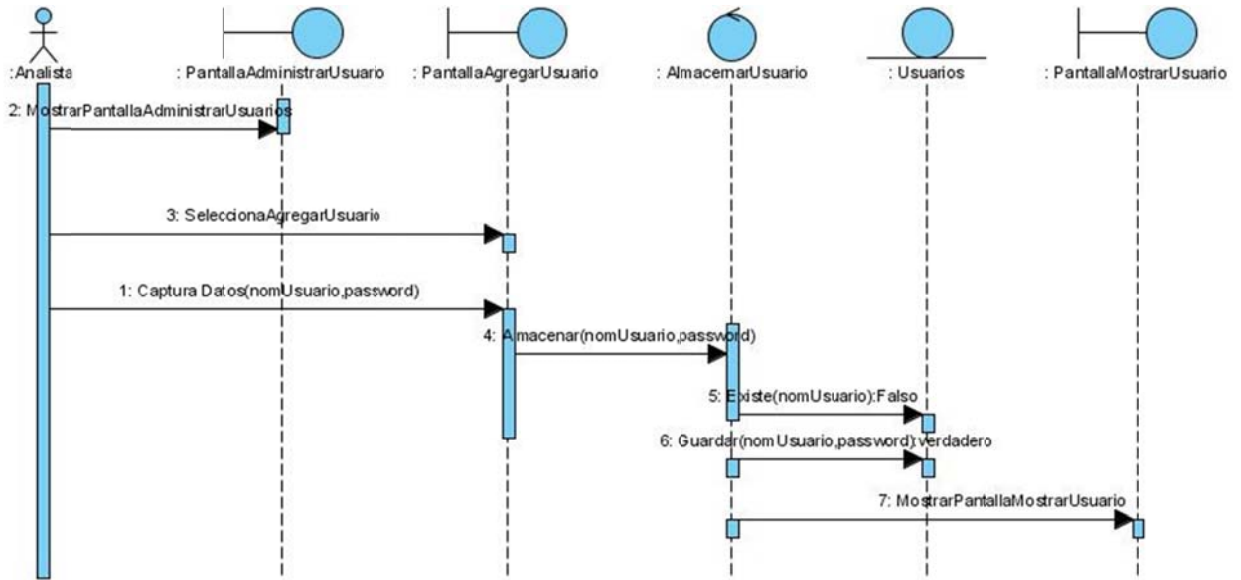 :Analista
: PantallaAdministrarUsuario
: PantallaAgregarUsuario
: AlmacernarUsuario
: Usuarios
: PantallaMostrarUsuario
2: MostrarPantallaAdministrarUsuarios
3: SeleccionaAgregarUsuario
1: Captura Datos(nomUsuario,password)
4: Almacenar(nomUsuario,password)
5: Existe(nomUsuario):Falso
6: Guardar(nomUsuario,password):verdadero
7: MostrarPantallaMostrarUsuario